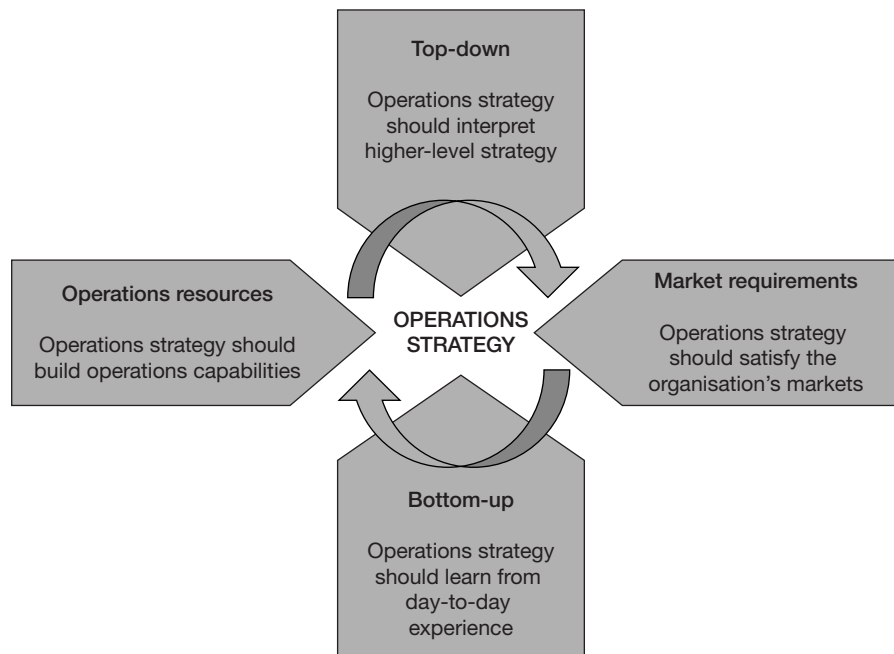 Top-down
Operations strategy
should interpret
higher-level strategy
Operations resources
Operations strategy should
build operations capabilities
OPERATIONS
STRATEGY
Market requirements
Operations strategy
should satisfy the
organisation’s markets
Bottom-up
Operations strategy
should learn from
day-to-day
experience